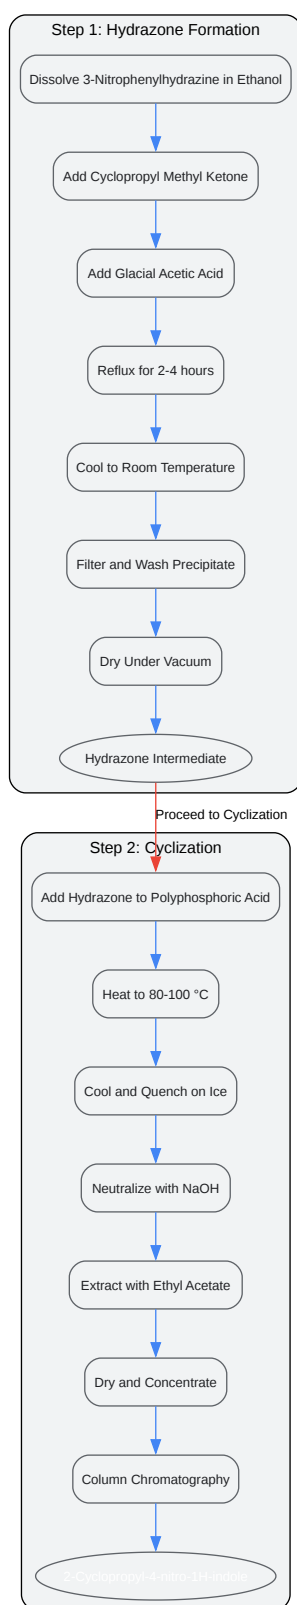 Step 1: Hydrazone Formation
Dissolve 3-Nitrophenylhydrazine in Ethanol
Add Cyclopropyl Methyl Ketone
Add Glacial Acetic Acid
Reflux for 2-4 hours
Cool to Room Temperature
Filter and Wash Precipitate
Dry Under Vacuum
Hydrazone Intermediate
Proceed to Cyclization
Step 2: Cyclization
Add Hydrazone to Polyphosphoric Acid
Heat to 80-100 °C
Cool and Quench on Ice
Neutralize with NaOH
Extract with Ethyl Acetate
Dry and Concentrate
Column Chromatography
2-Cyclopropyl-4-nitro-1H-indole